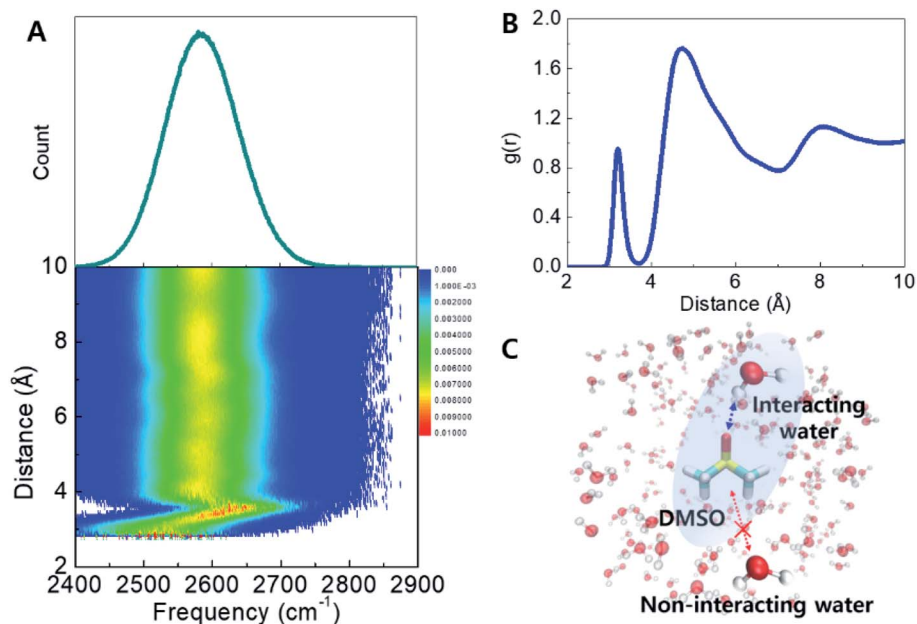 A
Count
10
8
6
4
2
Distance (Å)
2400 2500 2600 2700 2800 2900
Frequency (cm⁻¹)
0.000
1.000E-03
0.002000
0.003000
0.004000
0.005000
0.006000
0.007000
0.008000
0.009000
0.01000
B
2.0
1.6
1.2
0.8
0.4
0.0
g(r)
2 4 6 8 10
Distance (Å)
C
Interacting
water
DMSO
Non-interacting water